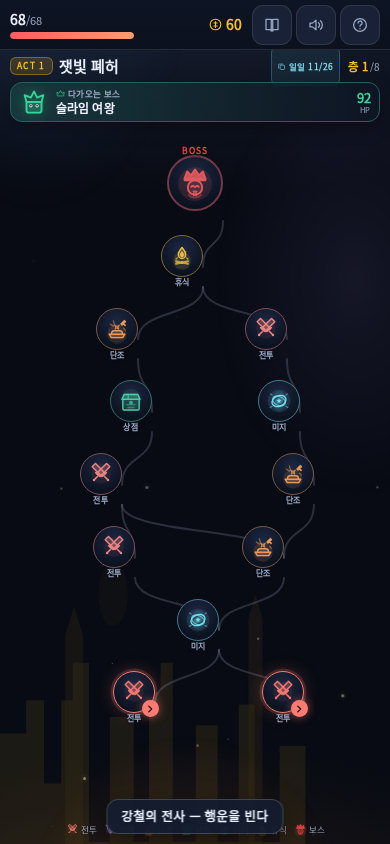 68/68
60
ACT 1 잿빛 폐허
일일 11/26
층 1/8
다가오는 보스
슬라임 여왕
92
HP
BOSS
휴식
단조 전투
상점 미지
전투 단조
전투 단조
미지
전투 전투
강철의 전사 — 행운을 빈다
전투 식 보스